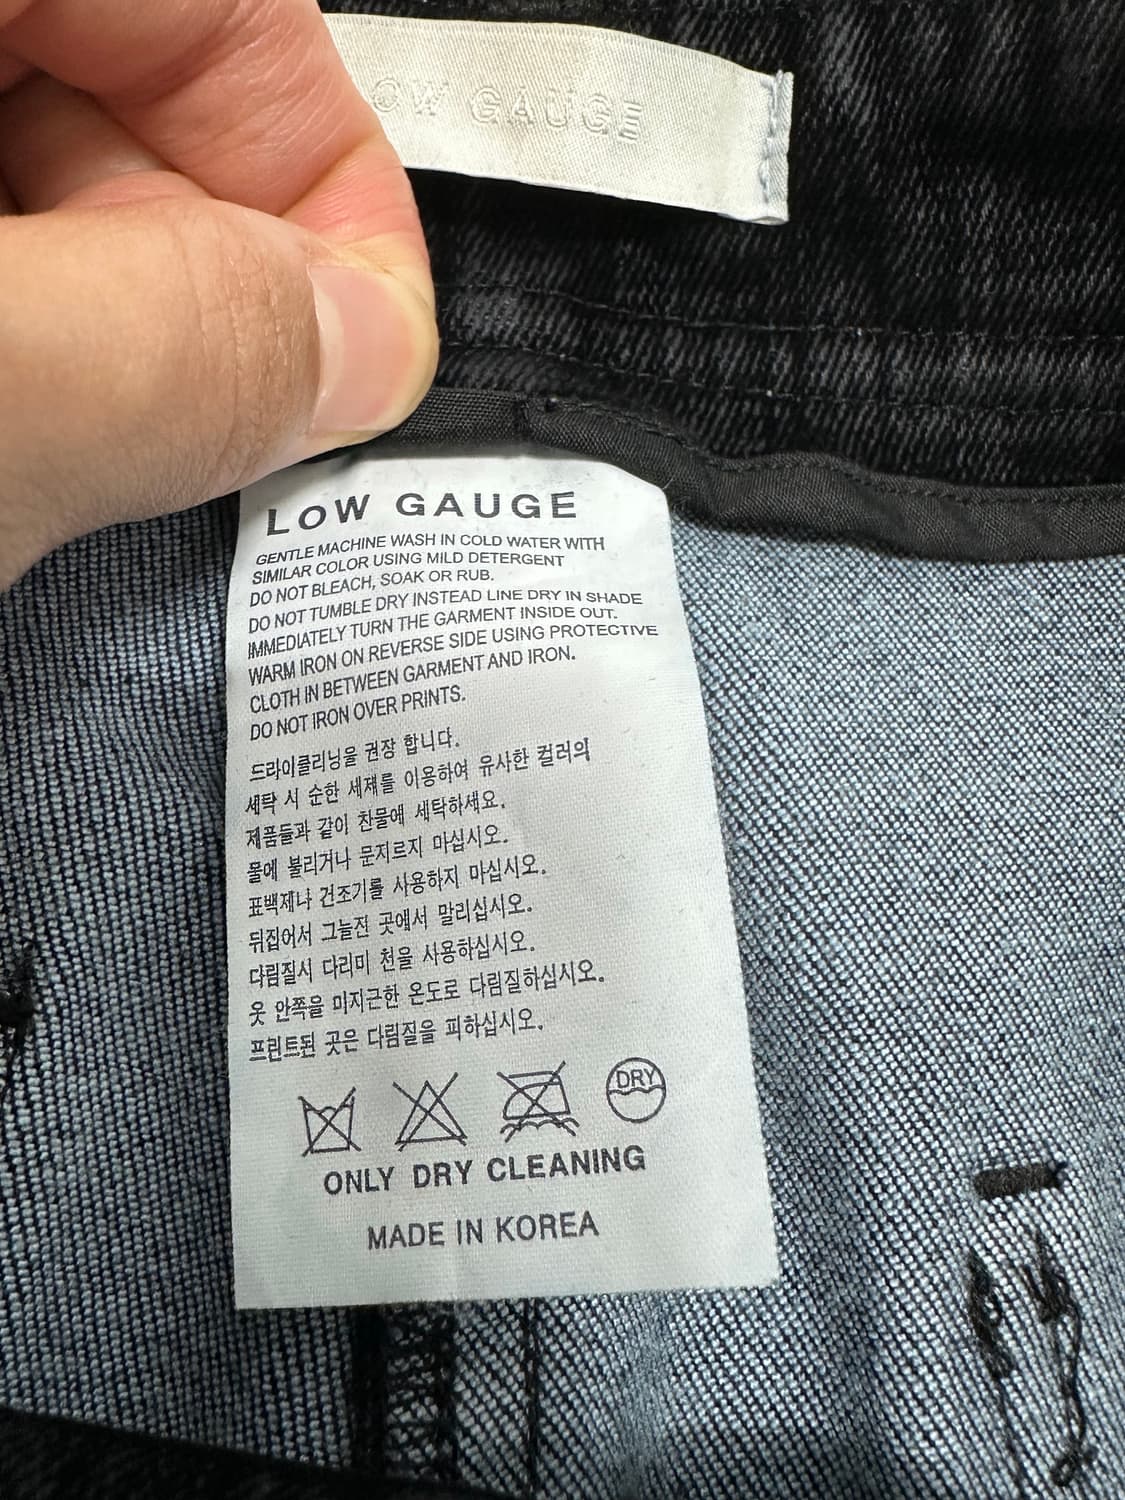 OW GAUGE
LOW GAUGE
GENTLE MACHINE WASH IN COLD WATER WITH
SIMILAR COLOR USING MILD DETERGENT
DO NOT BLEACH, SOAK OR RUB.
DO NOT TUMBLE DRY INSTEAD LINE DRY IN SHADE
IMMEDIATELY TURN THE GARMENT INSIDE OUT.
WARM IRON ON REVERSE SIDE USING PROTECTIVE
CLOTH IN BETWEEN GARMENT AND IRON.
DO NOT IRON OVER PRINTS.
드라이클리닝을 권장 합니다.
세탁 시 순한 세제를 이용하여 유사한 컬러의
제품들과 같이 찬물에 세탁하세요.
물에 불리거나 문지르지 마십시오.
표백제나 건조기를 사용하지 마십시오.
뒤집어서 그늘진 곳에서 말리십시오.
다림질시 다리미 천을 사용하십시오.
옷 안쪽을 미지근한 온도로 다림질하십시오.
프린트된 곳은 다림질을 피하십시오.
DRY
ONLY DRY CLEANING
MADE IN KOREA